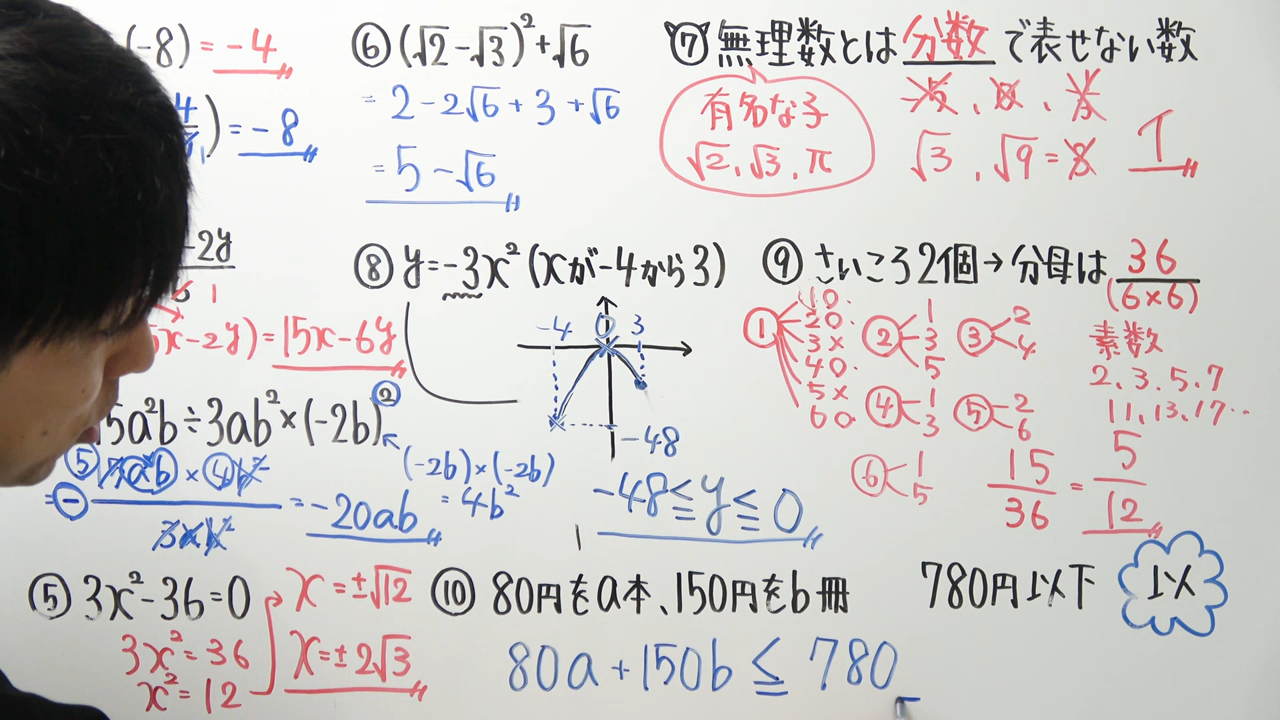 (-8) = -4
) = -8
-2y
1
5x-2y) = 15x-6y
5a²b÷3ab²×(-2b)²
(-2b)×(-2b)
= 4b²
= -20ab
⑤ 3x²-36=0
3x²=36
x²=12
x=±√12
x=±2√3
⑥ (√2-√3)²+√6
= 2-2√6+3+√6
= 5-√6
⑦ 無理数とは分数で表せない数
有名な子
√2, √3, π
√3 , √9=3
⑧ y=-3x²(xが-4から3)
-4 0 3
-48
-48≦y≦0
⑨ さいころ2個→分母は 36
(6×6)
① 1○ 2○ 3× 4○ 5× 6○
② 1 3 5
③ 2 4
④ 1 3
⑤ 2 6
⑥ 1 5
素数
2, 3, 5, 7
11, 13, 17‥
15/36 = 5/12
⑩ 80円をa本、150円をb冊 780円以下
以
80a+150b≦780